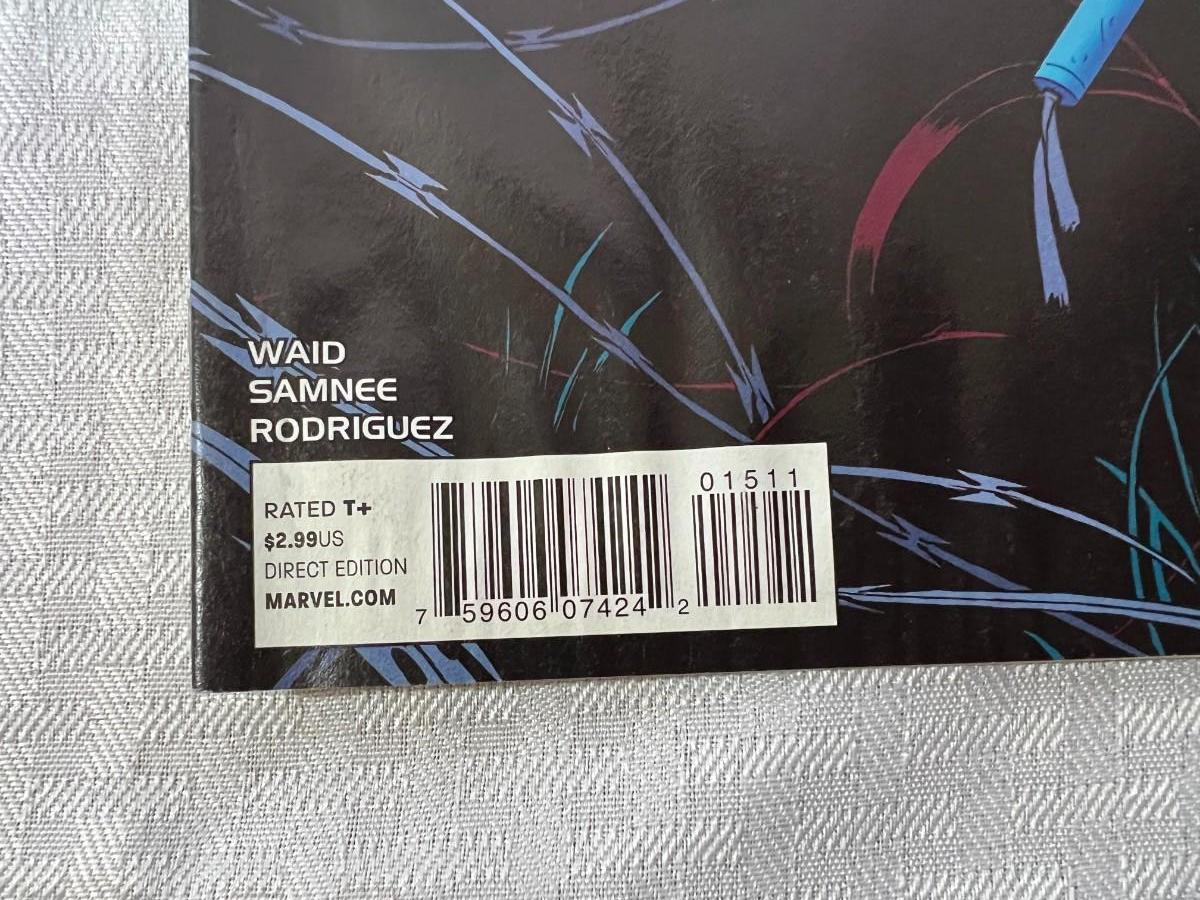 WAID
SAMNEE
RODRIGUEZ
RATED T+
$2.99US
DIRECT EDITION
MARVEL.COM
01511
7 59606 07424 2